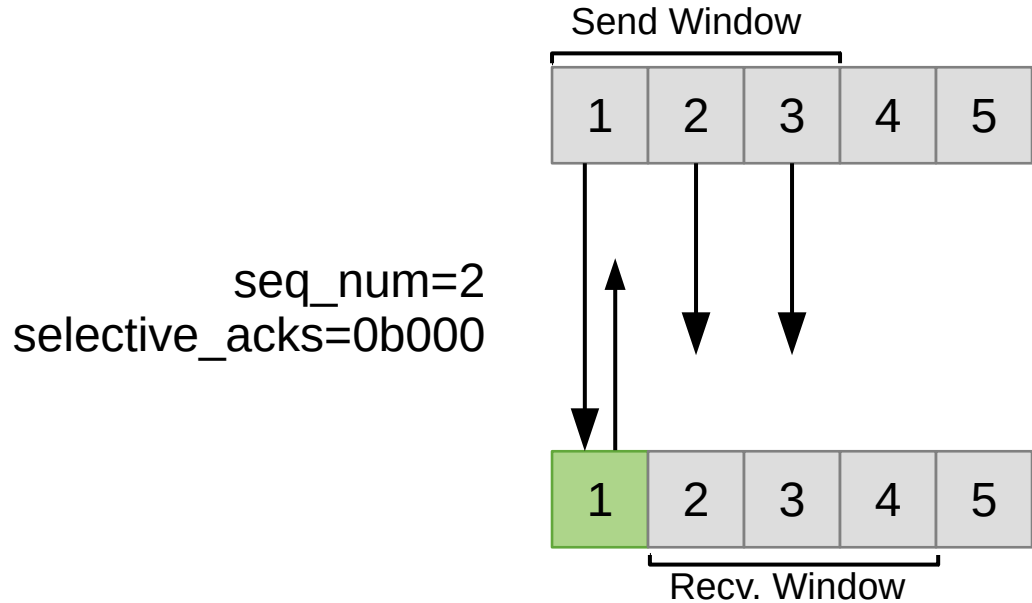 Send Window
1 2 3 4 5
seq_num=2
selective_acks=0b000
1 2 3 4 5
Recv. Window